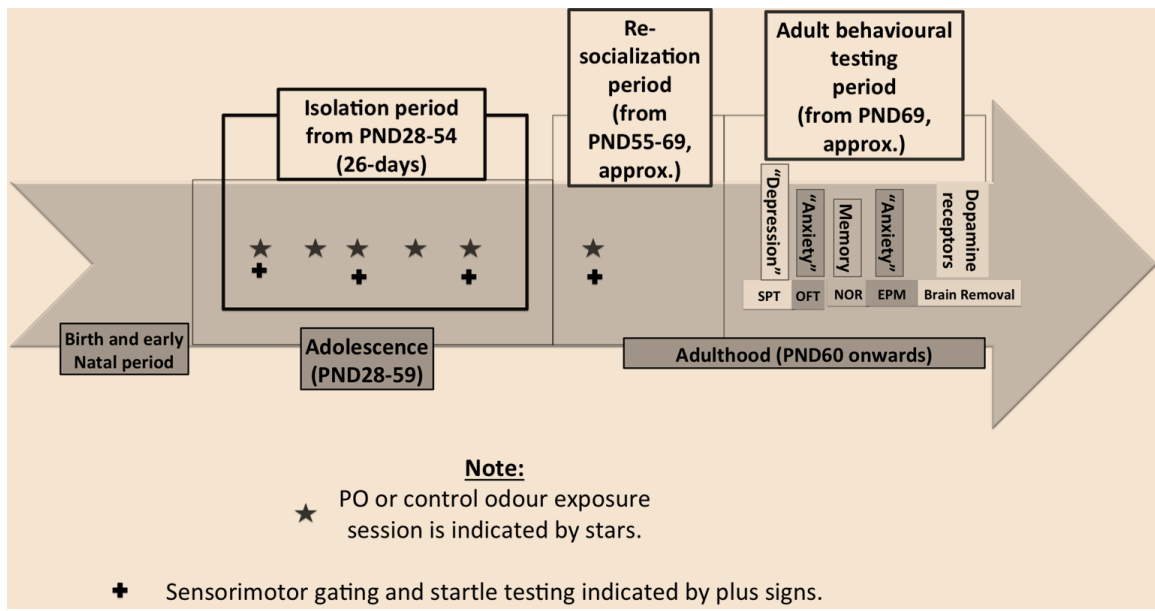 Re-
socialization
period
(from
PND55-69,
approx.)
Adult behavioural
testing
period
(from PND69,
approx.)
Isolation period
from PND28-54
(26-days)
“Depression”
“Anxiety”
Memory
“Anxiety”
Dopamine
receptors
SPT
OFT
NOR
EPM
Brain Removal
Birth and early
Natal period
Adolescence
(PND28-59)
Adulthood (PND60 onwards)
Note:
PO or control odour exposure
session is indicated by stars.
Sensorimotor gating and startle testing indicated by plus signs.